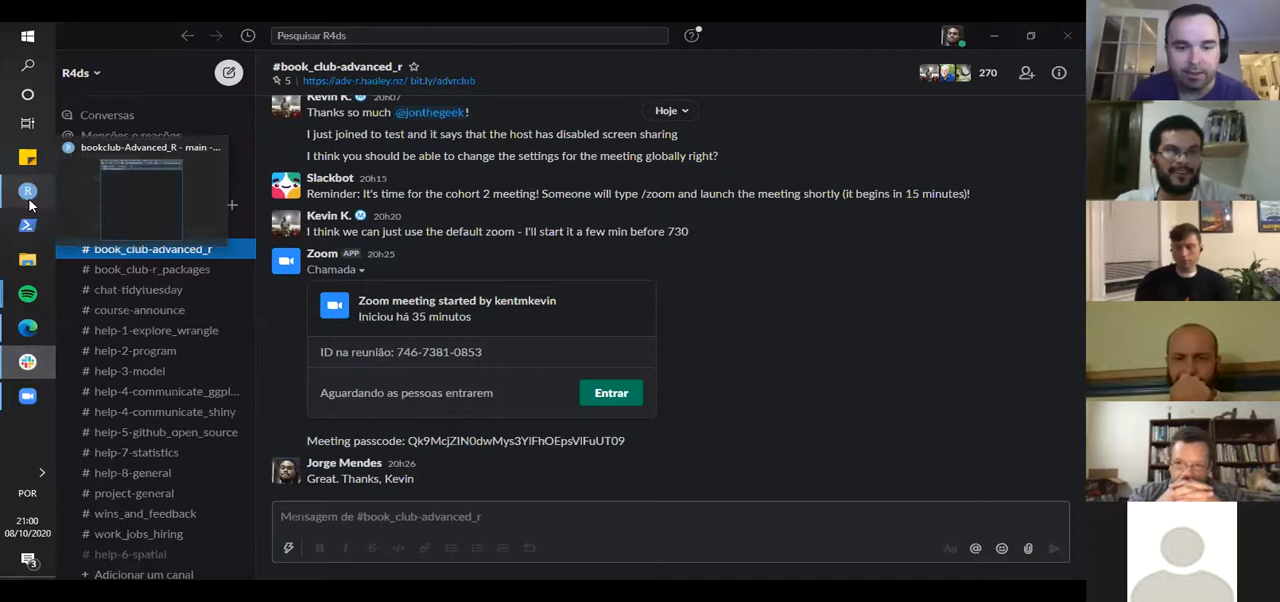 Pesquisar R4ds
R4ds
#book_club-advanced_r
5 https://adv-r.hadley.nz/ bit.ly/advrclub
270
Conversas
Menções e reações
R bookclub-Advanced_R - main -...
R
# book_club-advanced_r
# book_club-r_packages
# chat-tidytuesday
# course-announce
# help-1-explore_wrangle
# help-2-program
# help-3-model
# help-4-communicate_ggpl...
# help-4-communicate_shiny
# help-5-github_open_source
# help-7-statistics
# help-8-general
# project-general
# wins_and_feedback
# work_jobs_hiring
# help-6-spatial
+ Adicionar um canal
POR
21:00
08/10/2020
3
Kevin K. 20h07
Hoje
Thanks so much @jonthegeek!
I just joined to test and it says that the host has disabled screen sharing
I think you should be able to change the settings for the meeting globally right?
Slackbot 20h15
Reminder: It's time for the cohort 2 meeting! Someone will type /zoom and launch the meeting shortly (it begins in 15 minutes)!
Kevin K. 20h20
I think we can just use the default zoom - I'll start it a few min before 730
Zoom APP 20h25
Chamada
Zoom meeting started by kentmkevin
Iniciou há 35 minutos
ID na reunião: 746-7381-0853
Aguardando as pessoas entrarem
Entrar
Meeting passcode: Qk9McjZIN0dwMys3YlFhOEpsVlFuUT09
Jorge Mendes 20h26
Great. Thanks, Kevin
Mensagem de #book_club-advanced_r
B I S
Aa @